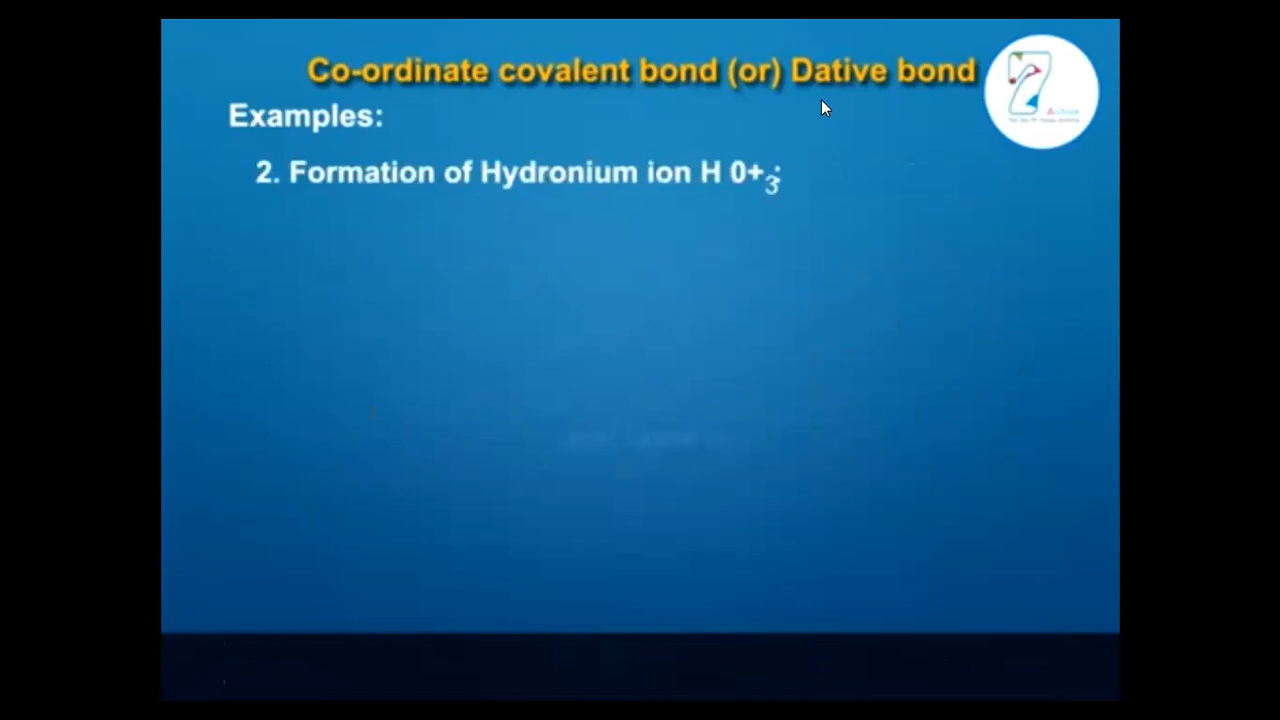 Co-ordinate covalent bond (or) Dative bond
Examples:
2. Formation of Hydronium ion H 0+₃: